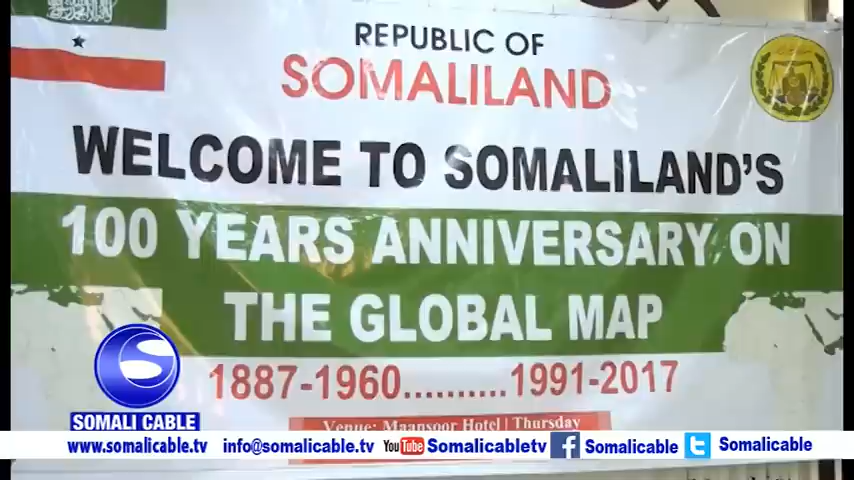 REPUBLIC OF
SOMALILAND
WELCOME TO SOMALILAND'S
100 YEARS ANNIVERSARY ON
THE GLOBAL MAP
1887-1960..........1991-2017
Venue: Maansoor Hotel | Thursday
S
SOMALI CABLE
www.somalicable.tv info@somalicable.tv YouTube Somalicabletv f Somalicable t Somalicable